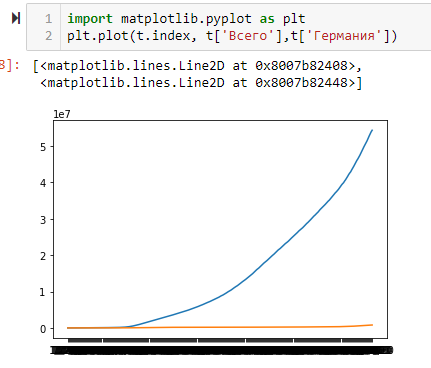 1 import matplotlib.pyplot as plt
2 plt.plot(t.index, t['Всего'],t['Германия'])
8]: [<matplotlib.lines.Line2D at 0x8007b82408>,
<matplotlib.lines.Line2D at 0x8007b82448>]
1e7
5
4
3
2
1
0